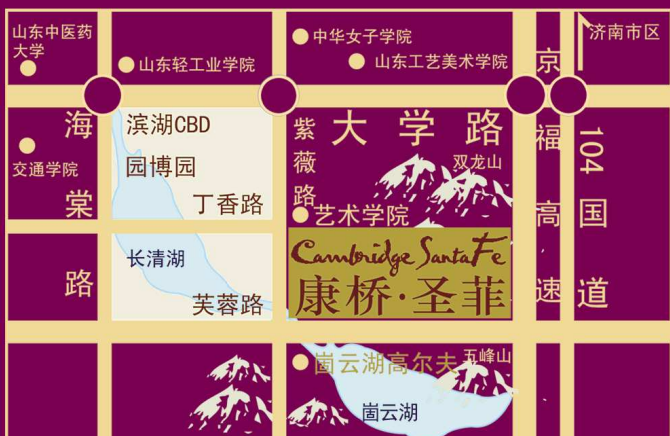 山东中医药
大学
山东轻工业学院
中华女子学院
山东工艺美术学院
济南市区
京福高速
104国道
海棠路
交通学院
滨湖CBD
园博园
丁香路
紫薇路
大学路
双龙山
艺术学院
长清湖
芙蓉路
Cambridge SantaFe
康桥·圣菲
崮云湖高尔夫
五峰山
崮云湖